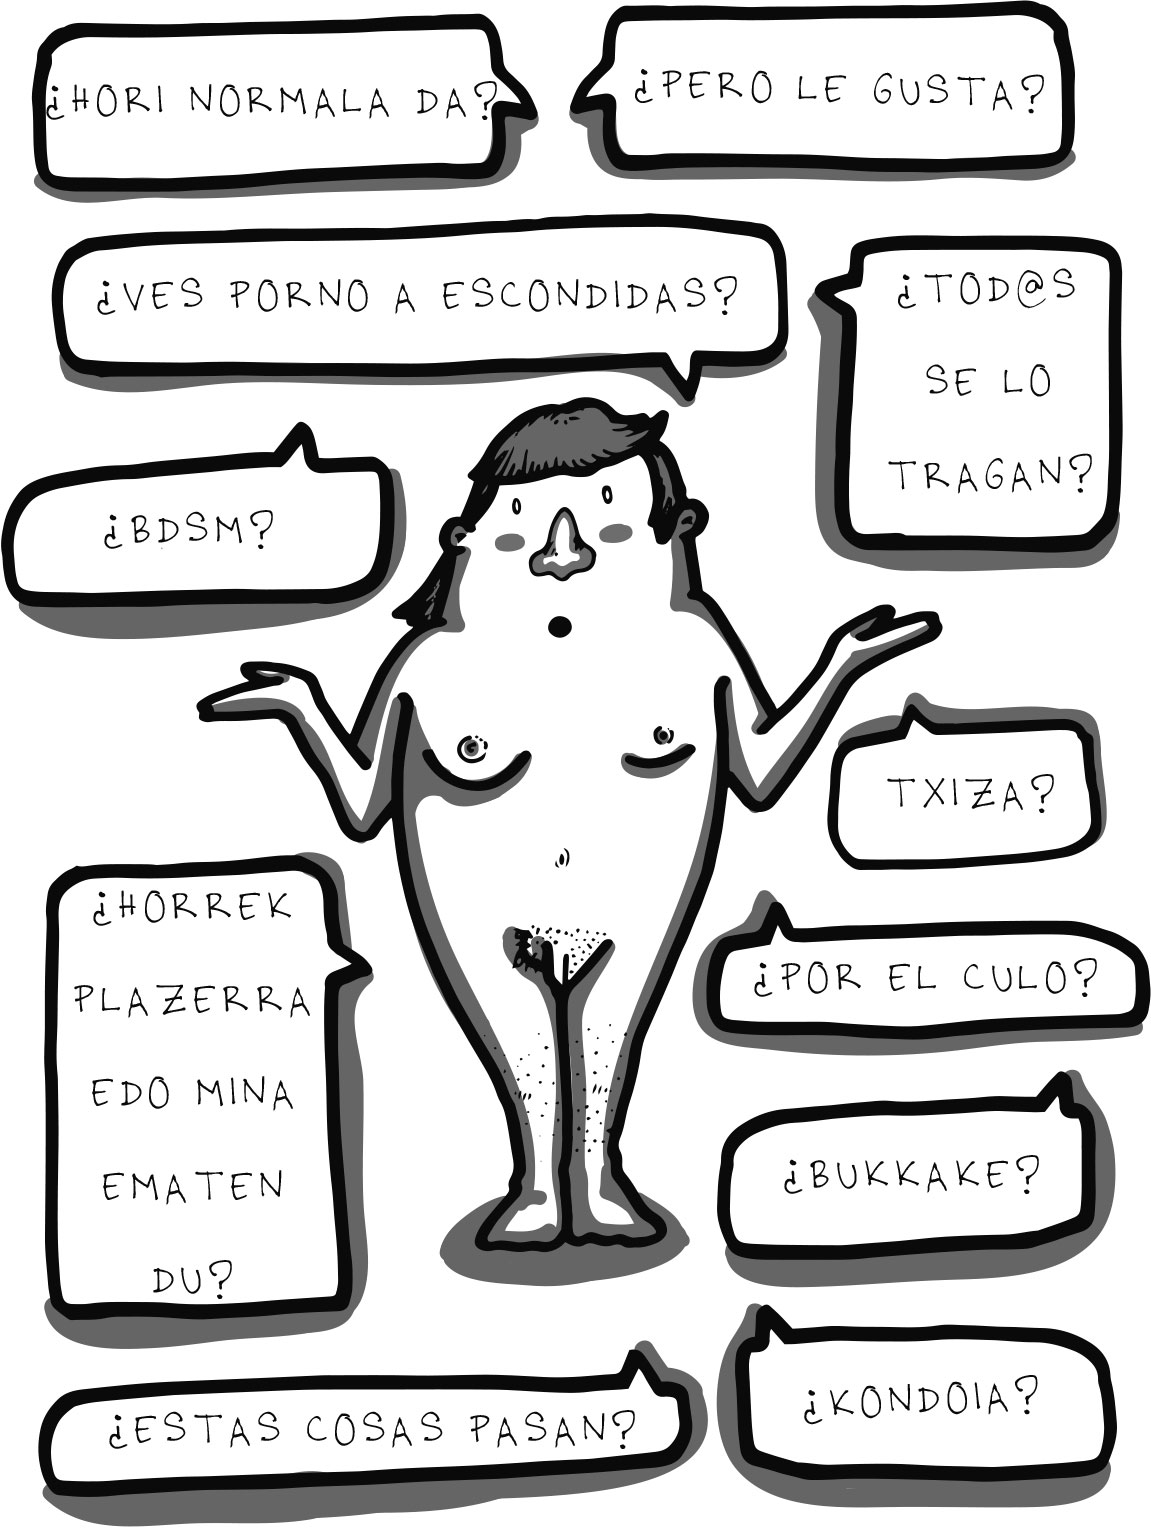 ¿HORI NORMALA DA?
¿PERO LE GUSTA?
¿VES PORNO A ESCONDIDAS?
¿TOD@S
SE LO
TRAGAN?
¿BDSM?
TXIZA?
¿HORREK
PLAZERRA
EDO MINA
EMATEN
DU?
¿POR EL CULO?
¿BUKKAKE?
¿KONDOIA?
¿ESTAS COSAS PASAN?